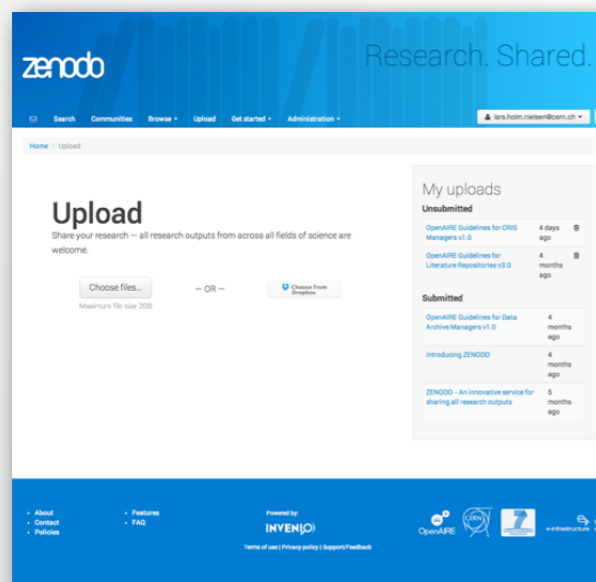 zenodo
Research. Shared.
Search Communities Browse Upload Get started Administration
lars.holm.nielsen@cern.ch
Home / Upload
Upload
Share your research — all research outputs from across all fields of science are
welcome.
Choose files...
— OR —
Choose from
Dropbox
Maximum file size 2GB
My uploads
Unsubmitted
OpenAIRE Guidelines for CRIS
Managers v1.0
4 days
ago
OpenAIRE Guidelines for
Literature Repositories v3.0
4
months
ago
Submitted
OpenAIRE Guidelines for Data
Archive Managers v1.0
4
months
ago
Introducing ZENODO
4
months
ago
ZENODO - An innovative service for
sharing all research outputs
5
months
ago
About
Contact
Policies
Features
FAQ
Powered by:
INVENIO
Terms of use | Privacy policy | Support/Feedback
OpenAIRE
CERN
7
e-infrastructure